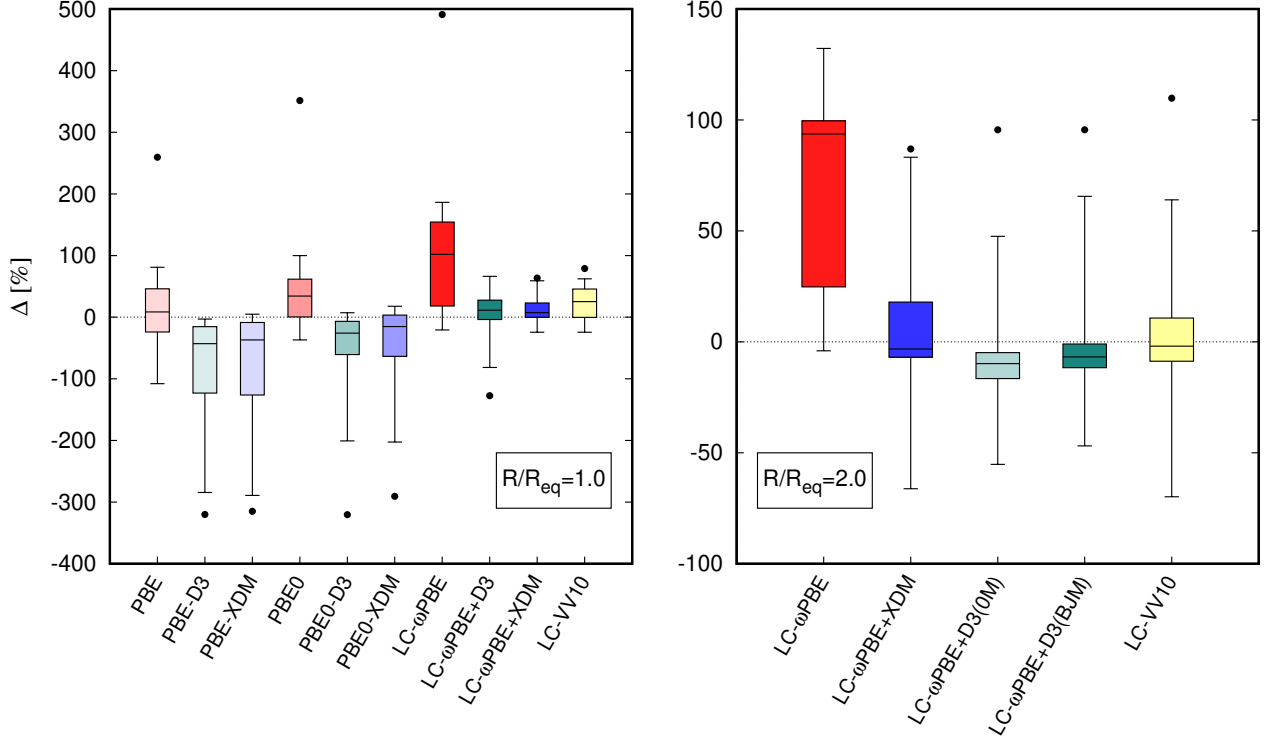 500
400
300
200
100
0
-100
-200
-300
-400
Δ [%]
PBE
PBE-D3
PBE-XDM
PBE0
PBE0-D3
PBE0-XDM
LC-ωPBE
LC-ωPBE+D3
LC-ωPBE+XDM
LC-VV10
R/Req=1.0
150
100
50
0
-50
-100
LC-ωPBE
LC-ωPBE+XDM
LC-ωPBE+D3(0M)
LC-ωPBE+D3(BJM)
LC-VV10
R/Req=2.0